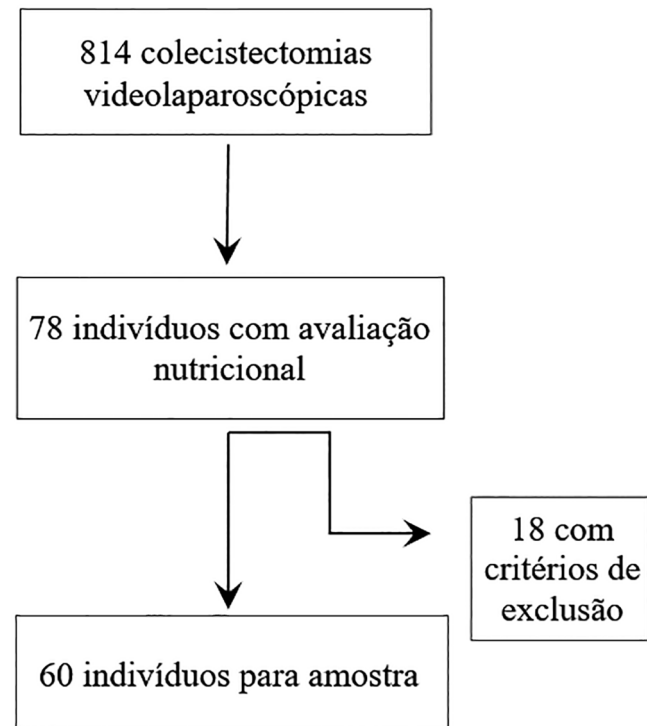 814 colecistectomias
videolaparoscópicas
78 indivíduos com avaliação
nutricional
18 com
critérios de
exclusão
60 indivíduos para amostra